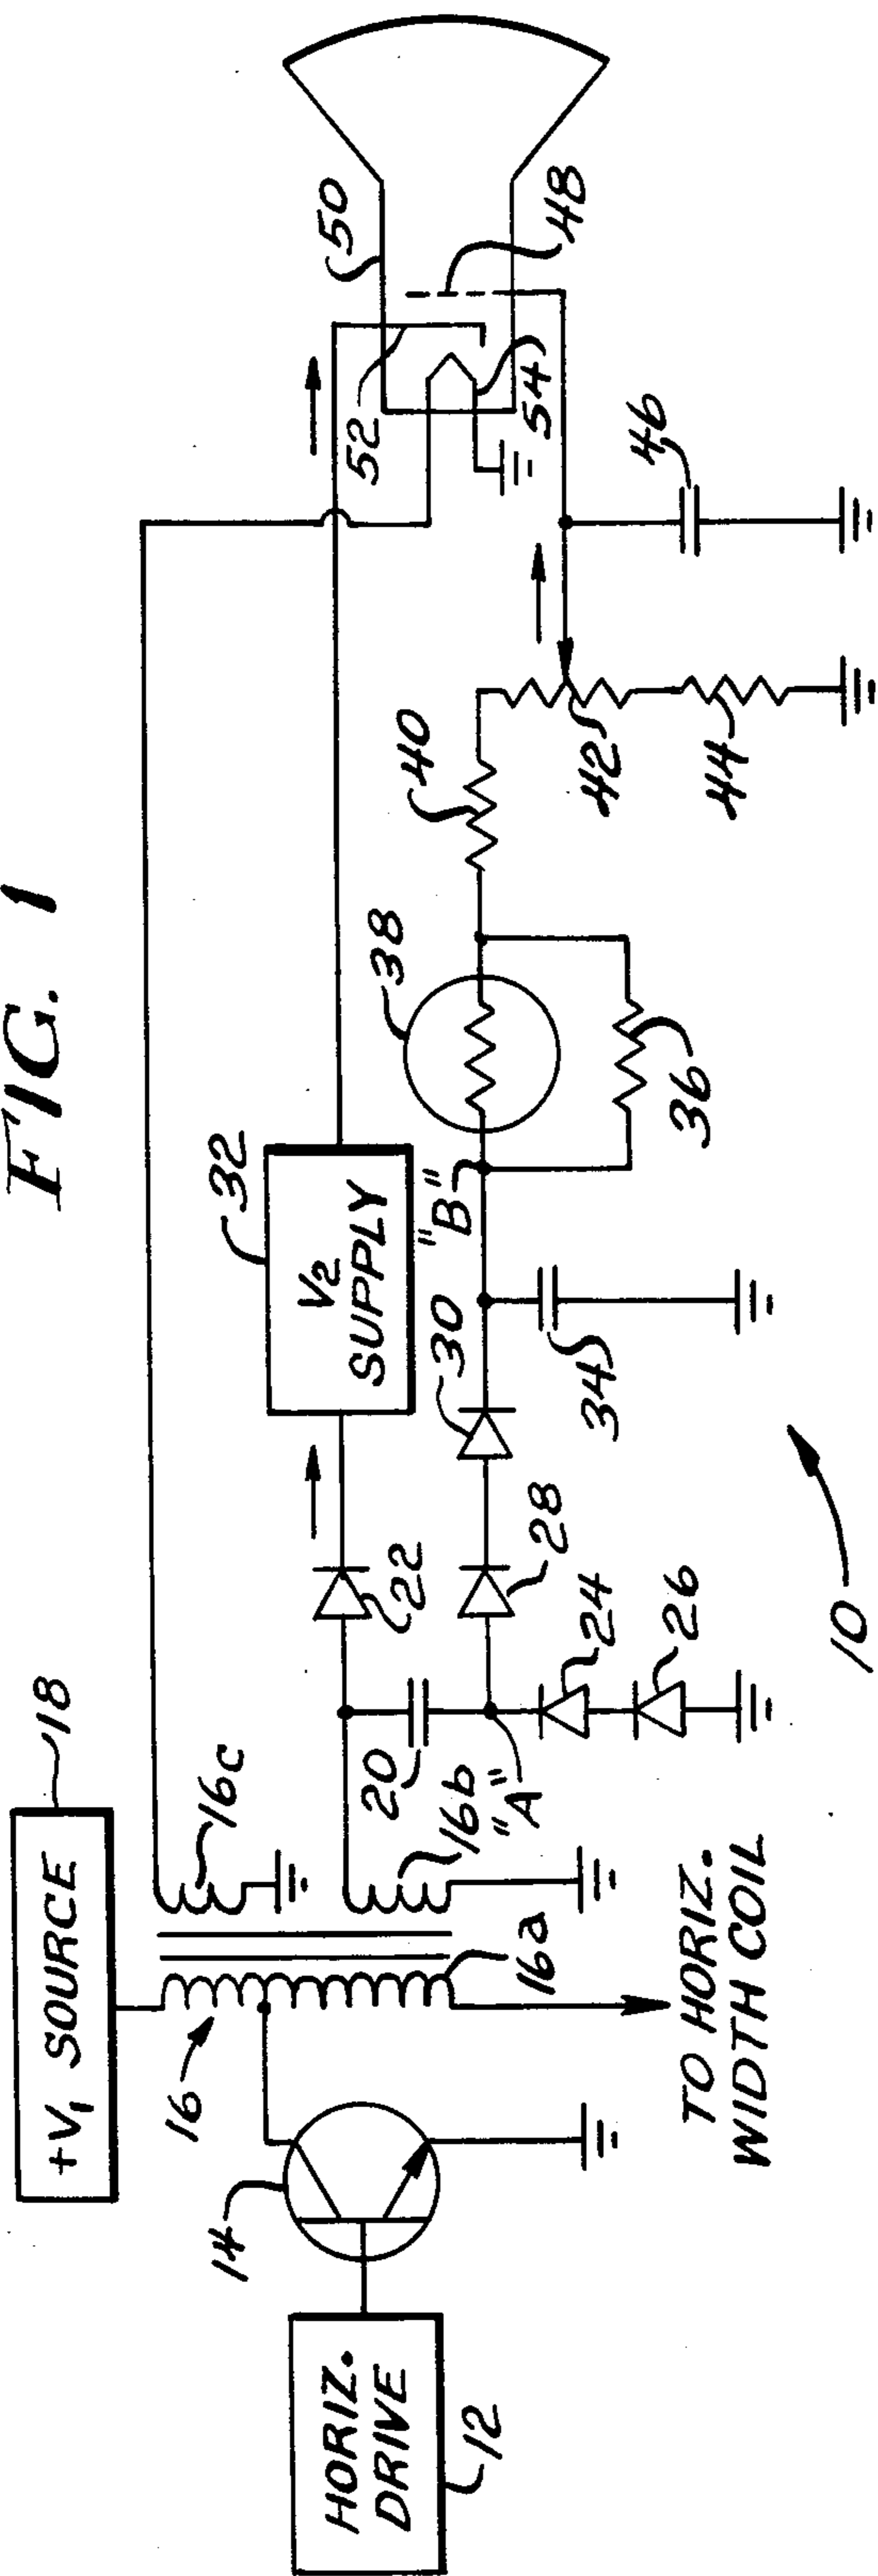 FIG. 1
+V₁ SOURCE
18
16
16c
16a
16b
14
HORIZ.
DRIVE
12
TO HORIZ.
WIDTH COIL
20
22
"A"
24
26
28
30
32
V₂
SUPPLY
34
"B"
36
38
40
42
44
46
48
50
52
54
10